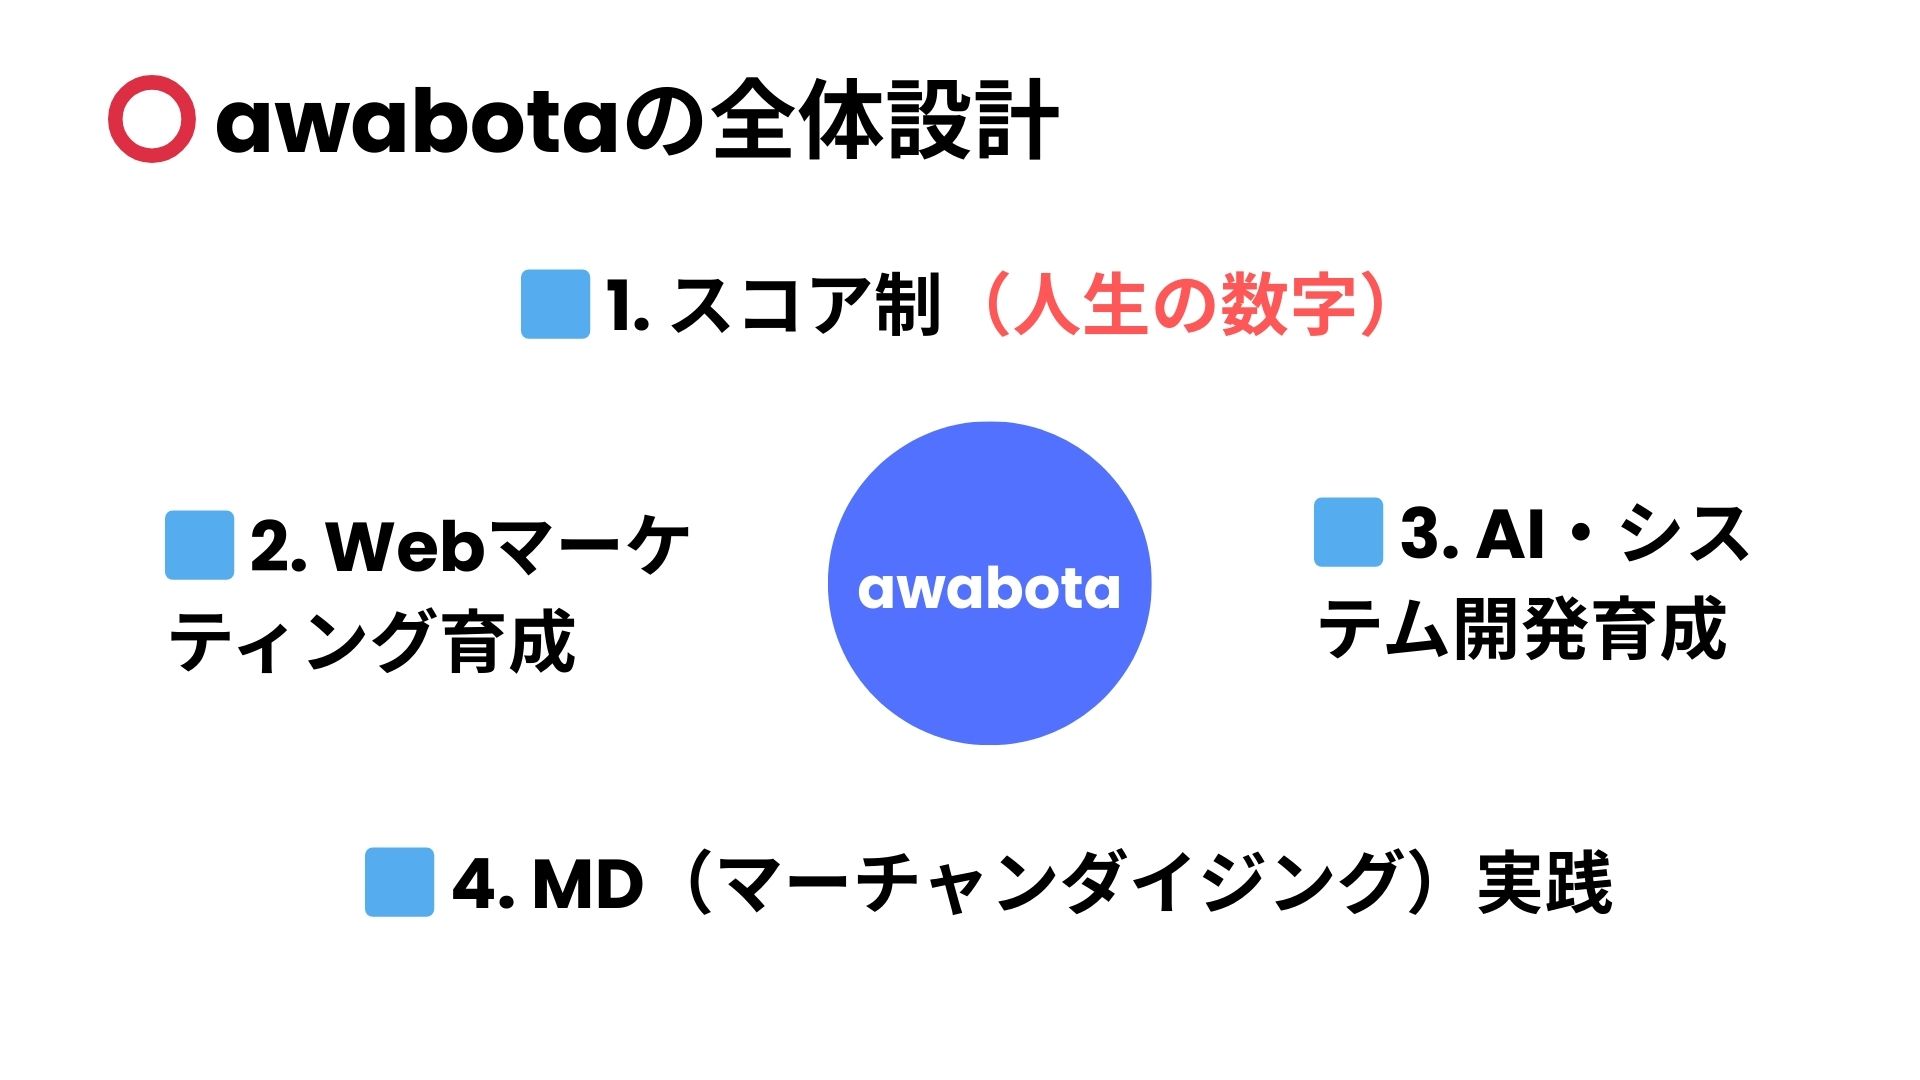 awabotaの全体設計
1. スコア制（人生の数字）
2. Webマーケ
ティング育成
awabota
3. AI・シス
テム開発育成
4. MD（マーチャンダイジング）実践